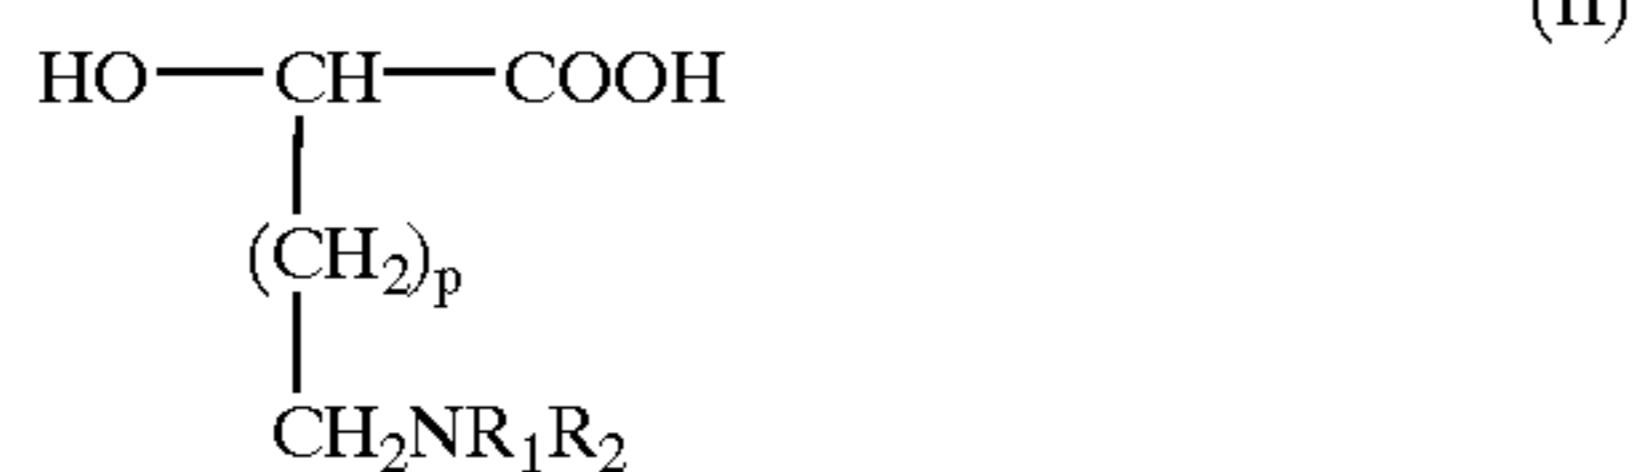 (II)
HO—CH—COOH
(CH₂)ₚ
CH₂NR₁R₂